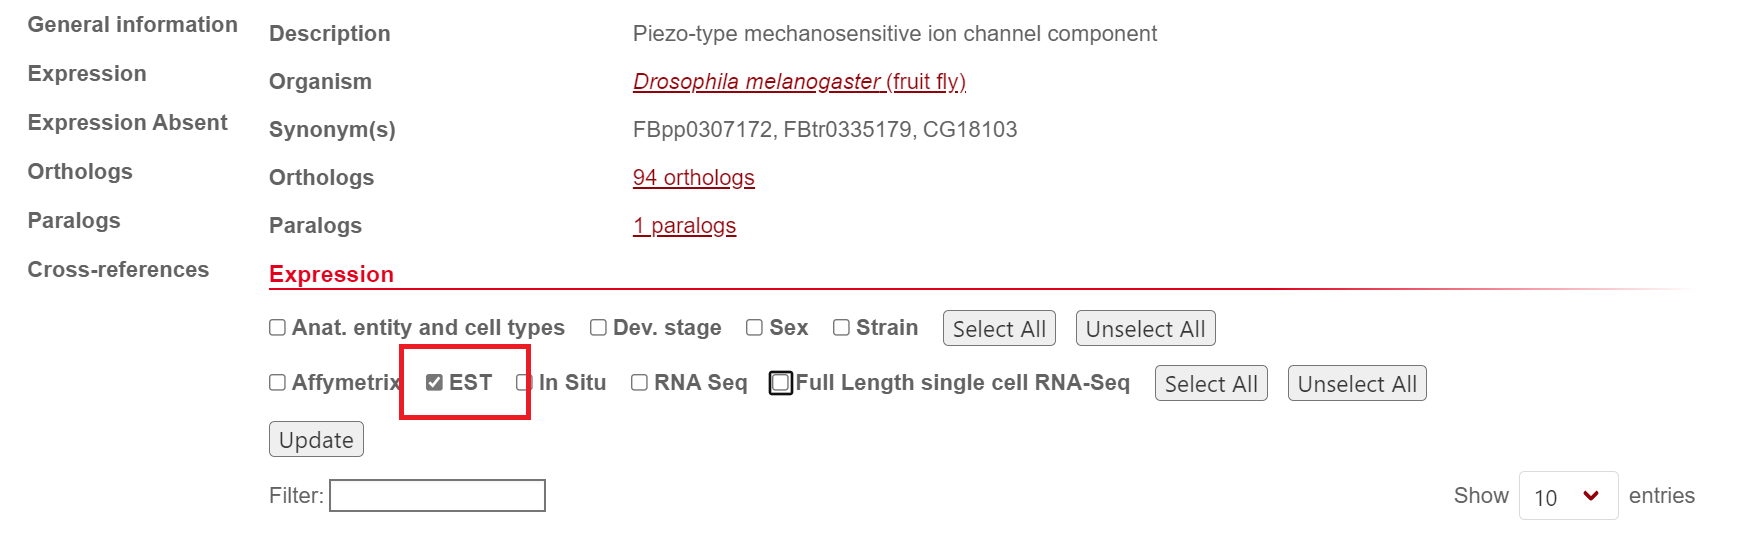 General information
Expression
Expression Absent
Orthologs
Paralogs
Cross-references
Description Piezo-type mechanosensitive ion channel component
Organism Drosophila melanogaster (fruit fly)
Synonym(s) FBpp0307172, FBtr0335179, CG18103
Orthologs 94 orthologs
Paralogs 1 paralogs
Expression
Anat. entity and cell types Dev. stage Sex Strain Select All Unselect All
Affymetrix EST In Situ RNA Seq Full Length single cell RNA-Seq Select All Unselect All
Update
Filter: Show 10 entries